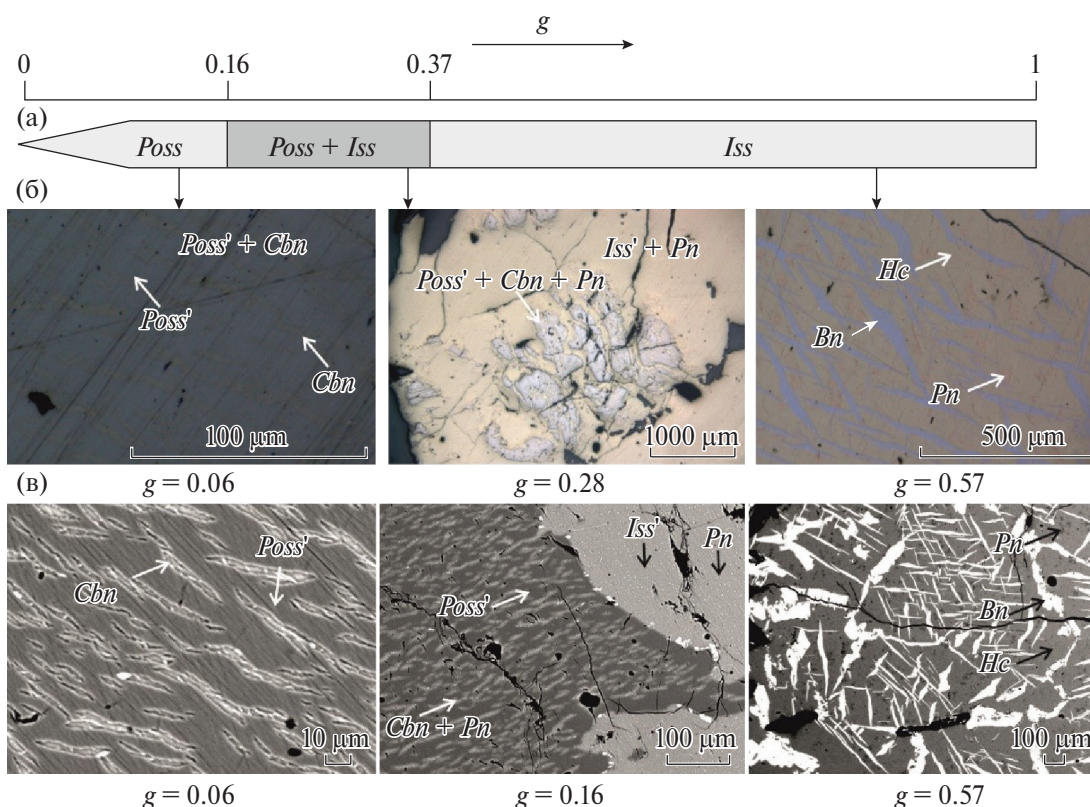 g
0 0.16 0.37 1
(а)
Poss Poss + Iss Iss
(б)
Poss' + Cbn
Poss'
Cbn
100 μm
Iss' + Pn
Poss' + Cbn + Pn
1000 μm
Hc
Bn
Pn
500 μm
g = 0.06 g = 0.28 g = 0.57
(в)
Poss'
Cbn
10 μm
Iss' Pn
Poss'
Cbn + Pn
100 μm
Pn
Bn
Hc
100 μm
g = 0.06 g = 0.16 g = 0.57